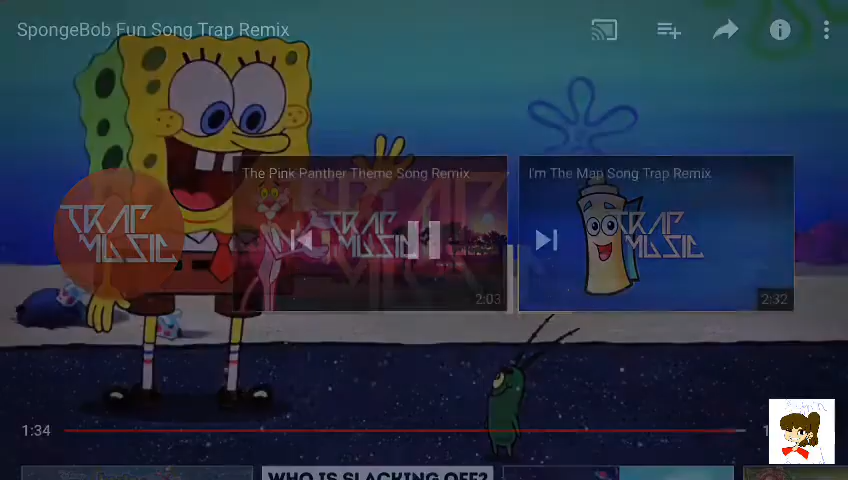 SpongeBob Fun Song Trap Remix
The Pink Panther Theme Song Remix
I'm The Map Song Trap Remix
TRAP
MUSIC
TRAP
MUSIC
TRAP
MUSIC
2:03
2:32
1:34
WHO IS SLACKING OFF?